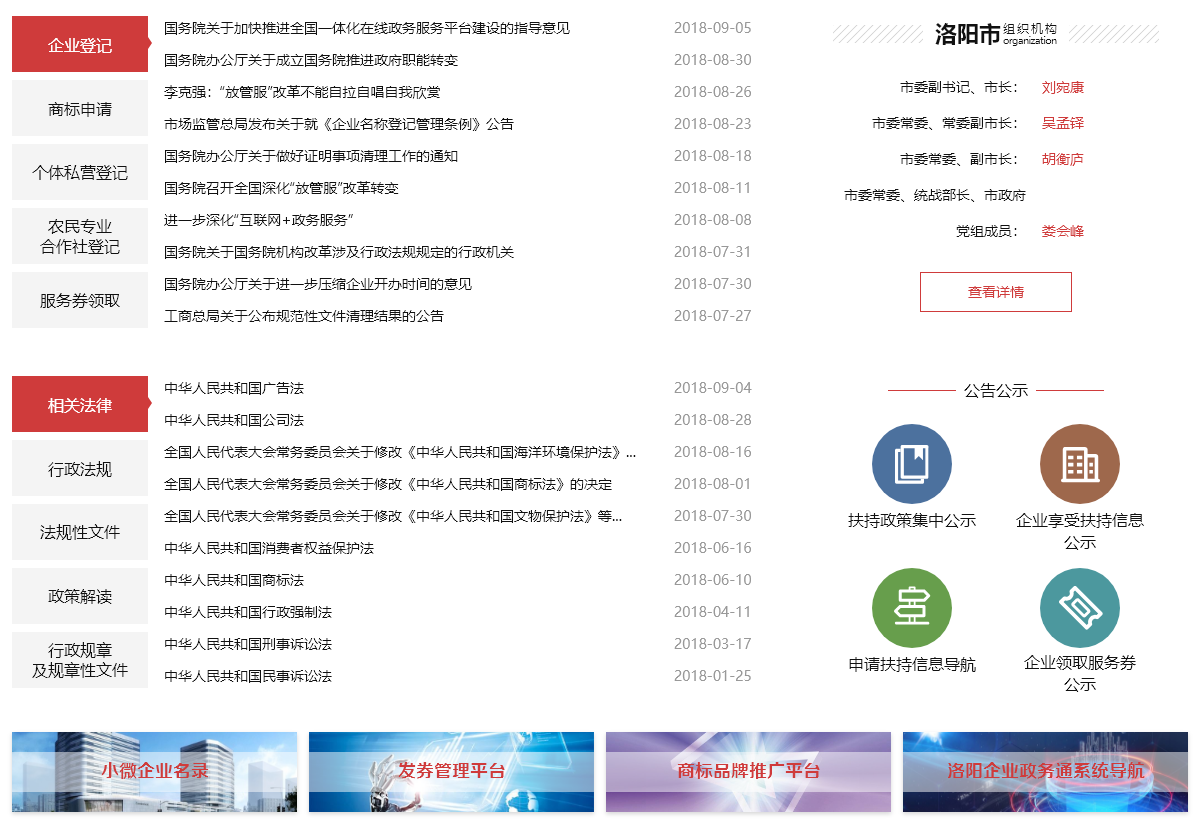 企业登记
商标申请
个体私营登记
农民专业
合作社登记
服务券领取
国务院关于加快推进全国一体化在线政务服务平台建设的指导意见 2018-09-05
国务院办公厅关于成立国务院推进政府职能转变 2018-08-30
李克强：“放管服”改革不能自拉自唱自我欣赏 2018-08-26
市场监管总局发布关于就《企业名称登记管理条例》公告 2018-08-23
国务院办公厅关于做好证明事项清理工作的通知 2018-08-18
国务院召开全国深化“放管服”改革转变 2018-08-11
进一步深化“互联网+政务服务” 2018-08-08
国务院关于国务院机构改革涉及行政法规规定的行政机关 2018-07-31
国务院办公厅关于进一步压缩企业开办时间的意见 2018-07-30
工商总局关于公布规范性文件清理结果的公告 2018-07-27
洛阳市 组织机构
organization
市委副书记、市长： 刘宛康
市委常委、常委副市长： 吴孟铎
市委常委、副市长： 胡衡庐
市委常委、统战部长、市政府
党组成员： 娄会峰
查看详情
相关法律
行政法规
法规性文件
政策解读
行政规章
及规章性文件
中华人民共和国广告法 2018-09-04
中华人民共和国公司法 2018-08-28
全国人民代表大会常务委员会关于修改《中华人民共和国海洋环境保护法》... 2018-08-16
全国人民代表大会常务委员会关于修改《中华人民共和国商标法》的决定 2018-08-01
全国人民代表大会常务委员会关于修改《中华人民共和国文物保护法》等... 2018-07-30
中华人民共和国消费者权益保护法 2018-06-16
中华人民共和国商标法 2018-06-10
中华人民共和国行政强制法 2018-04-11
中华人民共和国刑事诉讼法 2018-03-17
中华人民共和国民事诉讼法 2018-01-25
公告公示
扶持政策集中公示
企业享受扶持信息
公示
申请扶持信息导航
企业领取服务券
公示
小微企业名录
发券管理平台
商标品牌推广平台
洛阳企业政务通系统导航